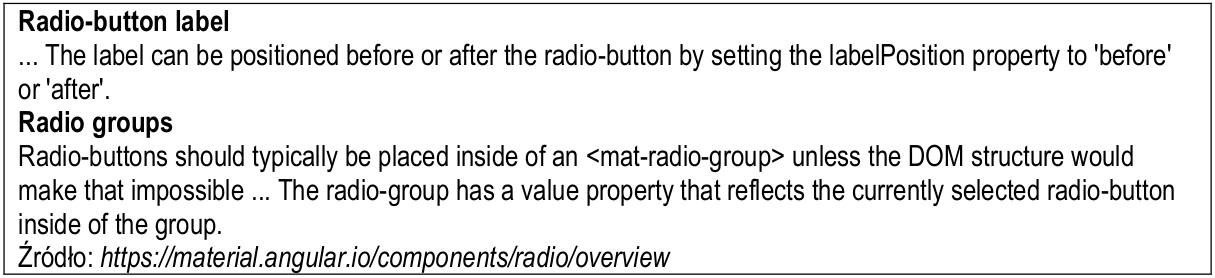 Radio-button label
... The label can be positioned before or after the radio-button by setting the labelPosition property to 'before'
or 'after'.
Radio groups
Radio-buttons should typically be placed inside of an <mat-radio-group> unless the DOM structure would
make that impossible ... The radio-group has a value property that reflects the currently selected radio-button
inside of the group.
Źródło: https://material.angular.io/components/radio/overview